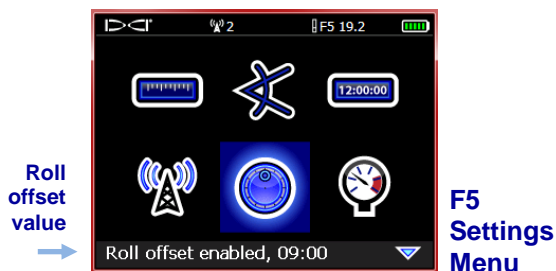 DCI
2
F5 19.2
12:00:00
Roll
offset
value
Roll offset enabled, 09:00
F5
Settings
Menu